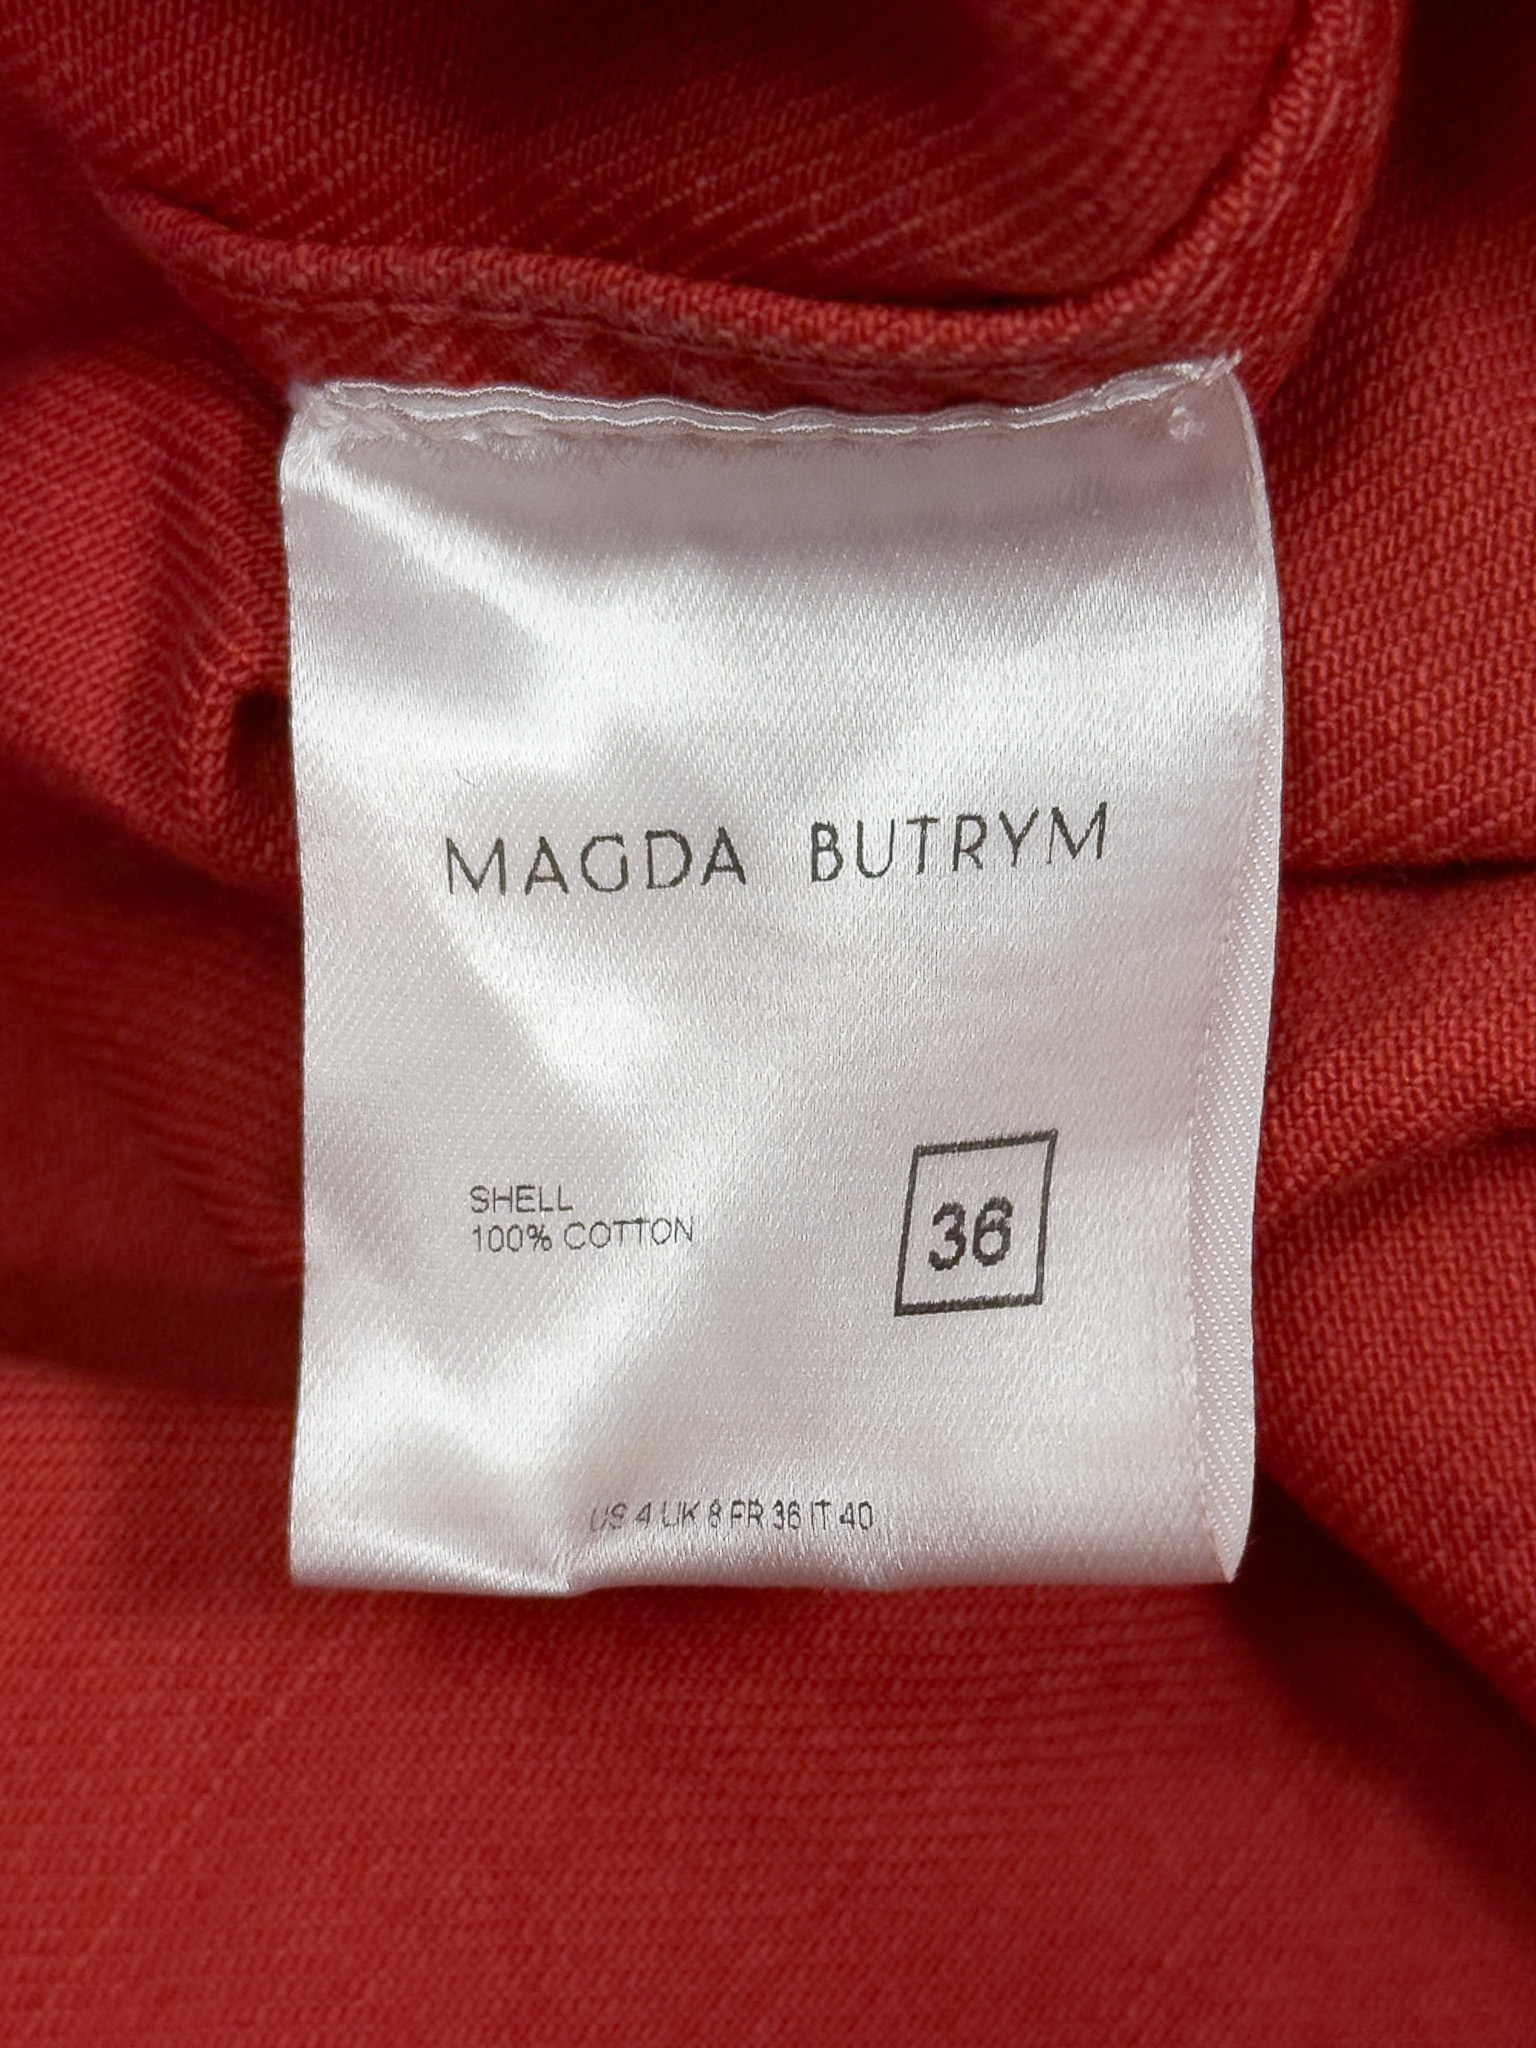 MAGDA BUTRYM
SHELL
100% COTTON
36
US 4 UK 8 FR 36 IT 40